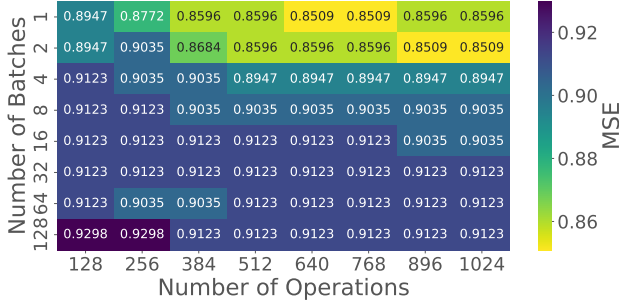 1 0.8947 0.8772 0.8596 0.8596 0.8509 0.8509 0.8596 0.8596
2 0.8947 0.9035 0.8684 0.8596 0.8596 0.8596 0.8509 0.8509
4 0.9123 0.9035 0.9035 0.8947 0.8947 0.8947 0.8947 0.8947
8 0.9123 0.9123 0.9035 0.9035 0.9035 0.9035 0.9035 0.9035
16 0.9123 0.9123 0.9123 0.9123 0.9123 0.9123 0.9035 0.9035
32 0.9123 0.9123 0.9123 0.9123 0.9123 0.9123 0.9123 0.9123
64 0.9123 0.9035 0.9035 0.9123 0.9123 0.9123 0.9123 0.9123
128 0.9298 0.9298 0.9123 0.9123 0.9123 0.9123 0.9123 0.9123
128 256 384 512 640 768 896 1024
Number of Operations
Number of Batches
0.92
0.90
0.88
0.86
MSE